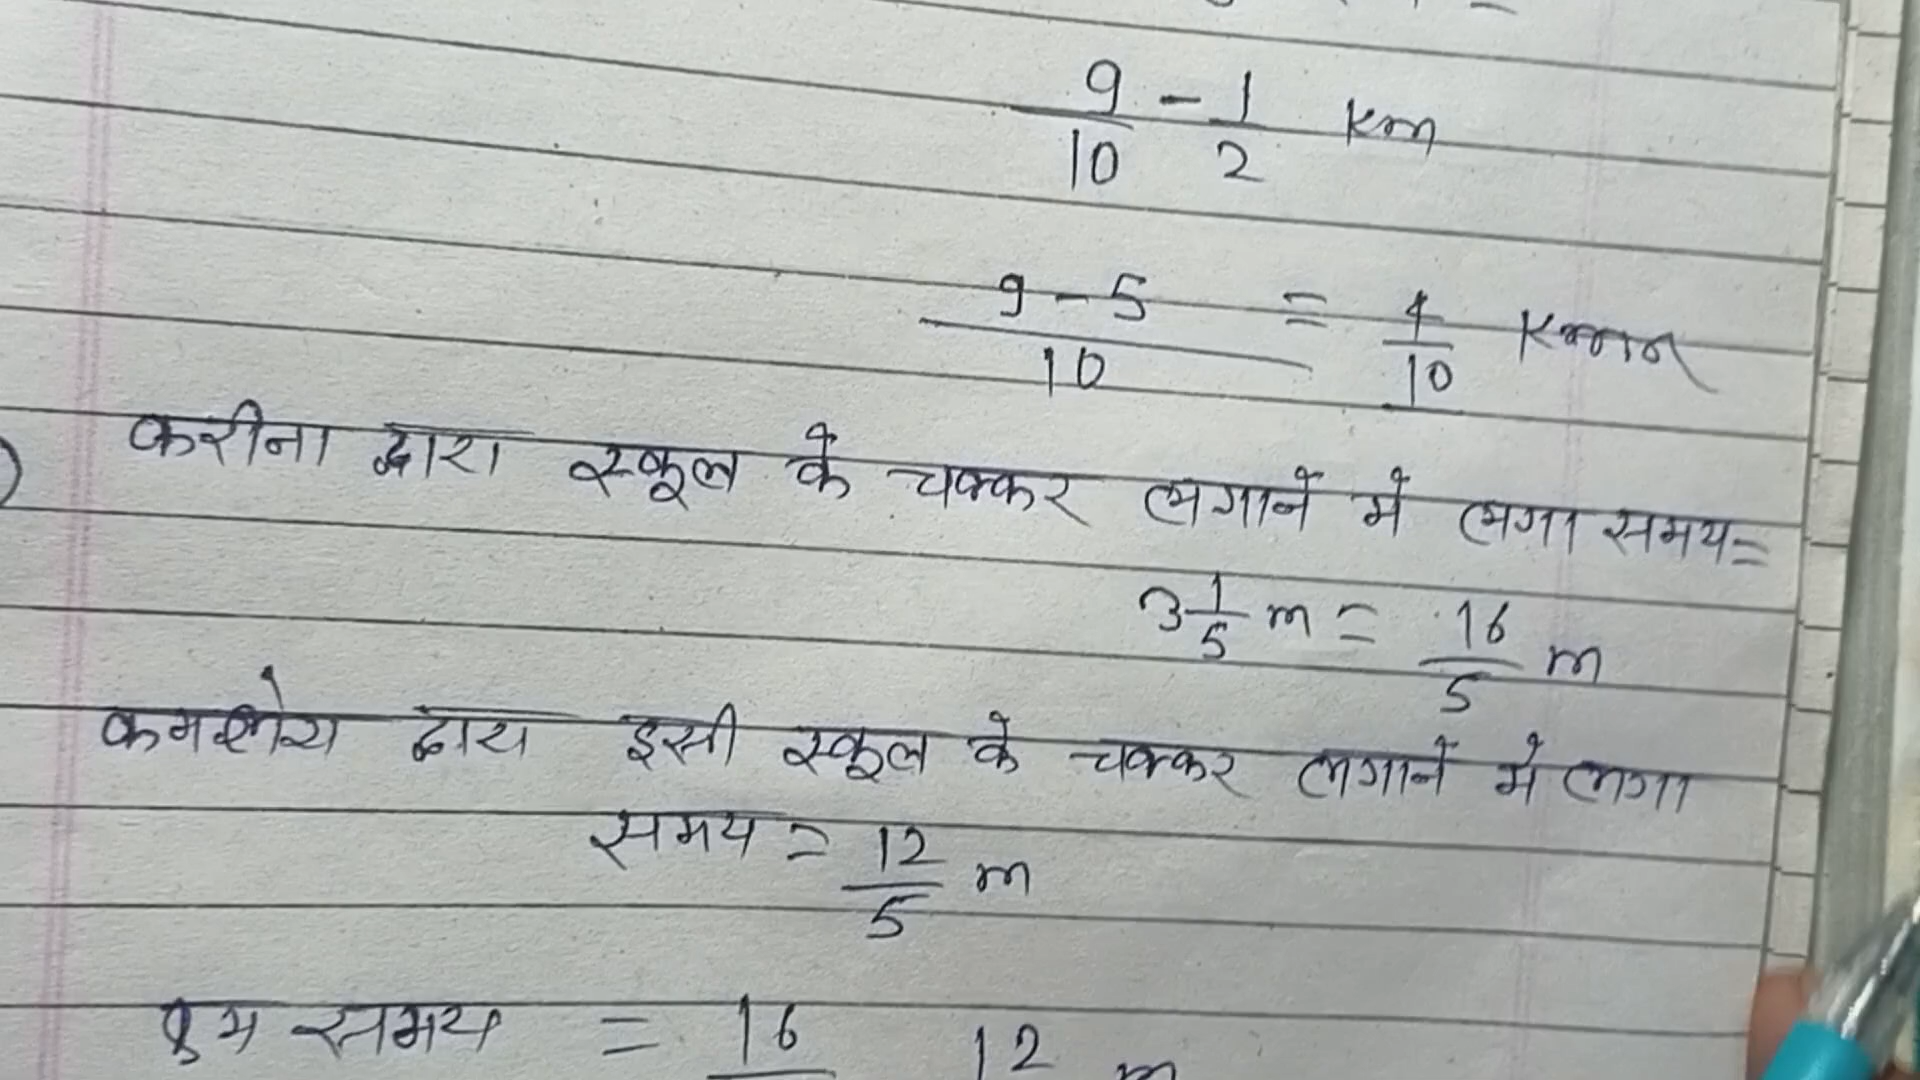 9/10 - 1/2 km
9 - 5/10 = 4/10 Km
करीना द्वारा स्कूल के चक्कर लगाने में लगा समय =
3 1/5 m = 16/5 m
द्वारा इसी स्कूल के चक्कर लगाने में लगा
समय = 12/5 m
समय = 16 12 m